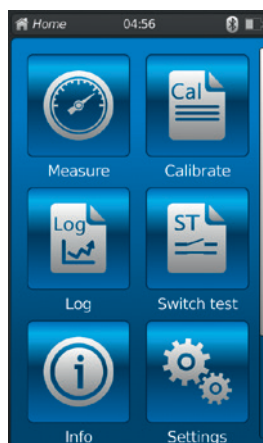 Home 04:56
Cal
Measure Calibrate
Log ST
Log Switch test
Info Settings